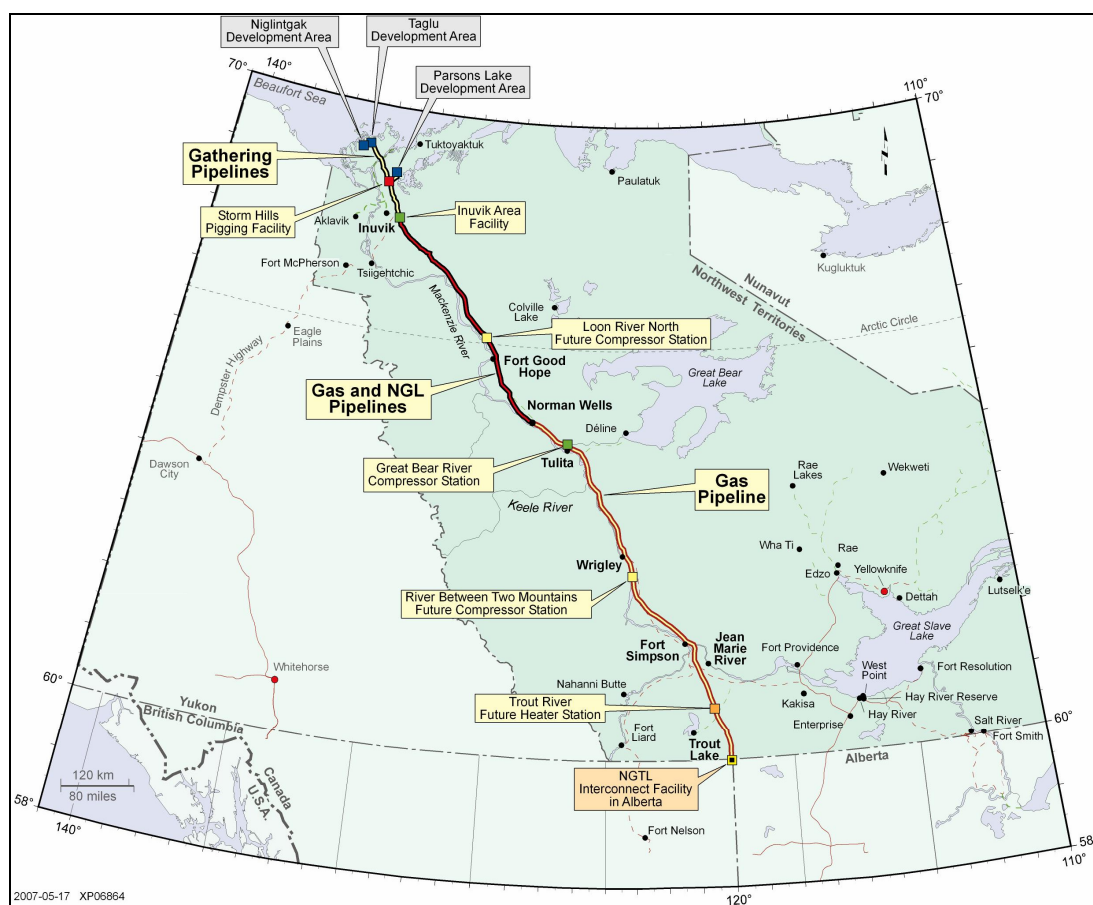 Niglintgak
Development Area
Taglu
Development Area
Parsons Lake
Development Area
70°
140°
110°
70°
Beaufort Sea
Tuktoyaktuk
Paulatuk
Gathering
Pipelines
Storm Hills
Pigging Facility
Aklavik
Inuvik
Inuvik Area
Facility
Fort McPherson
Tsiigehtchic
Kugluktuk
Nunavut
Northwest Territories
Mackenzie River
Colville
Lake
Loon River North
Future Compressor Station
Arctic Circle
Eagle
Plains
Dempster Highway
Fort Good
Hope
Great Bear
Lake
Gas and NGL
Pipelines
Norman Wells
Déline
Dawson
City
Great Bear River
Compressor Station
Tulita
Keele River
Gas
Pipeline
Rae
Lakes
Wekweti
Wha Ti
Rae
Edzo
Yellowknife
Dettah
Lutselk'e
Wrigley
River Between Two Mountains
Future Compressor Station
Great Slave
Lake
Fort
Simpson
Jean
Marie
River
Fort Providence
West
Point
Fort Resolution
Whitehorse
60°
Nahanni Butte
Kakisa
Hay River Reserve
Hay River
Enterprise
Trout River
Future Heater Station
Salt River
Fort Smith
60°
Yukon
British Columbia
Fort
Liard
Trout
Lake
Alberta
120 km
80 miles
Canada
U.S.A.
NGTL
Interconnect Facility
in Alberta
58°
140°
Fort Nelson
58°
110°
120°
2007-05-17 XP06864